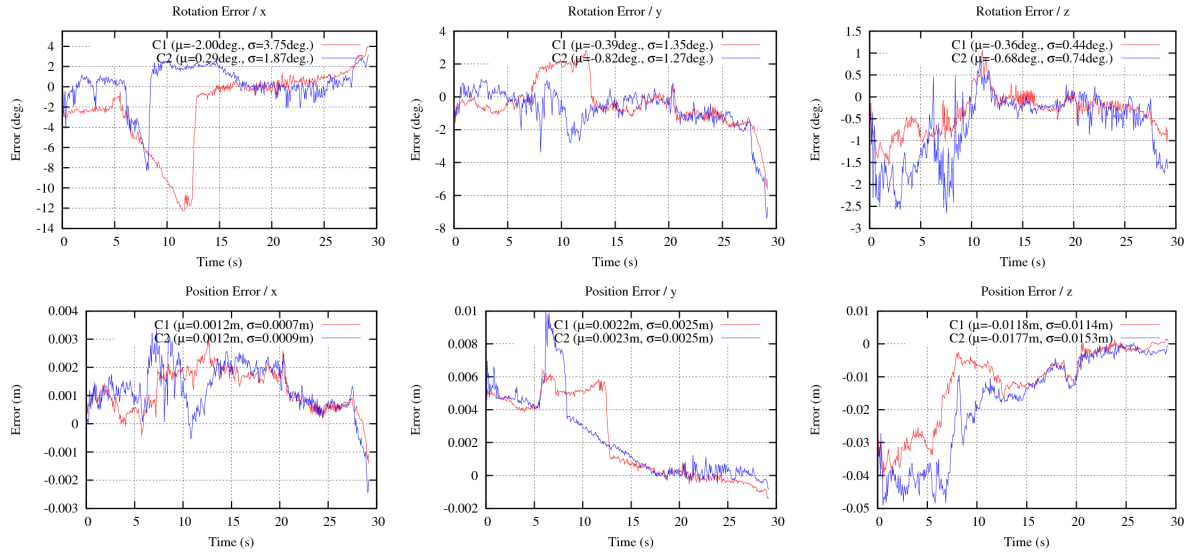 Rotation Error / x
Rotation Error / y
Rotation Error / z
C1 (μ=-2.00deg., σ=3.75deg.)
C2 (μ=0.29deg., σ=1.87deg.)
4
2
0
-2
-4
-6
-8
-10
-12
-14
Error (deg.)
0 5 10 15 20 25 30
Time (s)
C1 (μ=-0.39deg., σ=1.35deg.)
C2 (μ=-0.82deg., σ=1.27deg.)
4
2
0
-2
-4
-6
-8
Error (deg.)
0 5 10 15 20 25 30
Time (s)
C1 (μ=-0.36deg., σ=0.44deg.)
C2 (μ=-0.68deg., σ=0.74deg.)
1.5
1
0.5
0
-0.5
-1
-1.5
-2
-2.5
-3
Error (deg.)
0 5 10 15 20 25 30
Time (s)
Position Error / x
Position Error / y
Position Error / z
C1 (μ=0.0012m, σ=0.0007m)
C2 (μ=0.0012m, σ=0.0009m)
0.004
0.003
0.002
0.001
0
-0.001
-0.002
-0.003
Error (m)
0 5 10 15 20 25 30
Time (s)
C1 (μ=0.0022m, σ=0.0025m)
C2 (μ=0.0023m, σ=0.0025m)
0.01
0.008
0.006
0.004
0.002
0
-0.002
Error (m)
0 5 10 15 20 25 30
Time (s)
C1 (μ=-0.0118m, σ=0.0114m)
C2 (μ=-0.0177m, σ=0.0153m)
0.01
0
-0.01
-0.02
-0.03
-0.04
-0.05
Error (m)
0 5 10 15 20 25 30
Time (s)